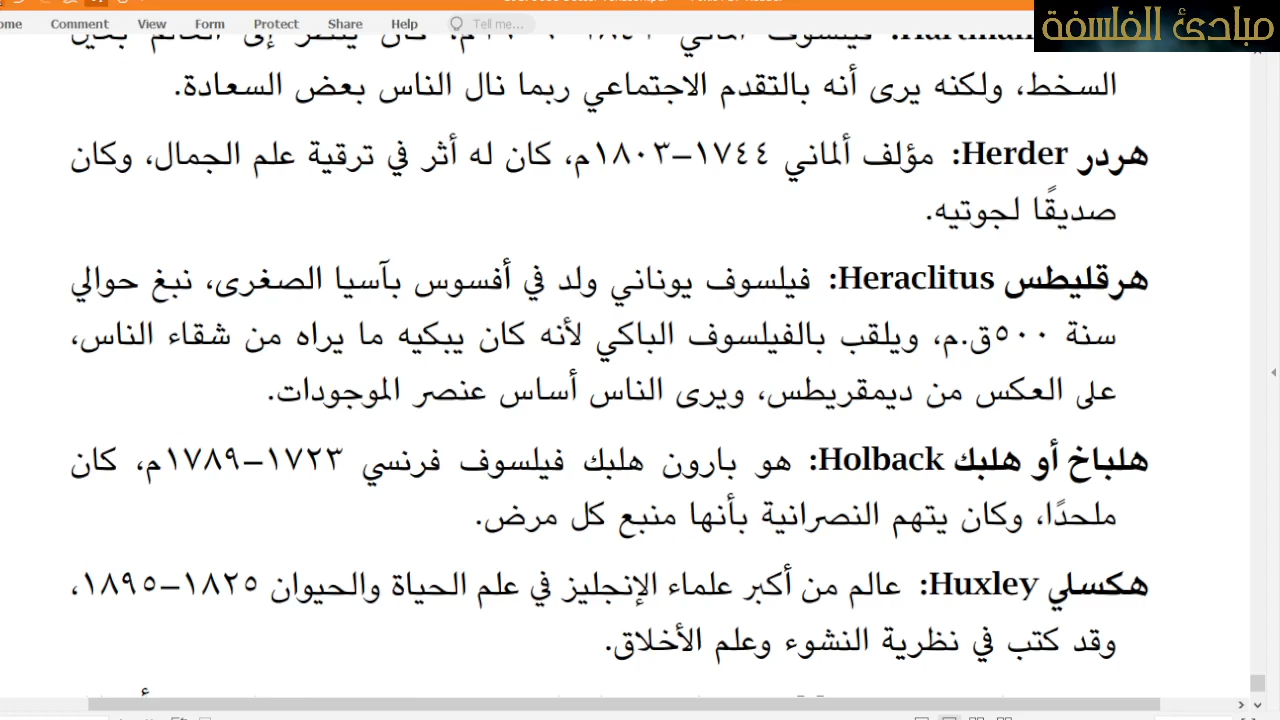 Comment View Form Protect Share Help Tell me...
مبادئ الفلسفة
السخط، ولكنه يرى أنه بالتقدم الاجتماعي ربما نال الناس بعض السعادة.
هردر Herder: مؤلف ألماني ١٧٤٤–١٨٠٣م، كان له أثر في ترقية علم الجمال، وكان
صديقًا لجوتيه.
هرقليطس Heraclitus: فيلسوف يوناني ولد في أفسوس بآسيا الصغرى، نبغ حوالي
سنة ٥٠٠ق.م، ويلقب بالفيلسوف الباكي لأنه كان يبكيه ما يراه من شقاء الناس،
على العكس من ديمقريطس، ويرى الناس أساس عنصر الموجودات.
هلباخ أو هلبك Holback: هو بارون هلبك فيلسوف فرنسي ١٧٢٣–١٧٨٩م، كان
ملحدًا، وكان يتهم النصرانية بأنها منبع كل مرض.
هكسلي Huxley: عالم من أكبر علماء الإنجليز في علم الحياة والحيوان ١٨٢٥–١٨٩٥،
وقد كتب في نظرية النشوء وعلم الأخلاق.